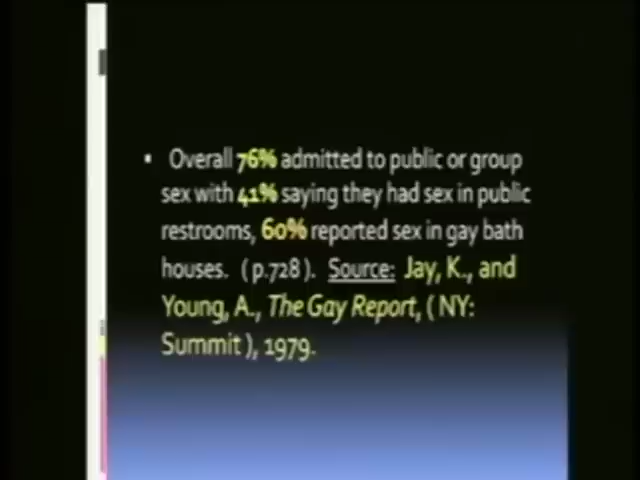 • Overall 76% admitted to public or group
sex with 41% saying they had sex in public
restrooms, 60% reported sex in gay bath
houses. ( p.728 ). Source: Jay, K., and
Young, A., The Gay Report, ( NY:
Summit ), 1979.